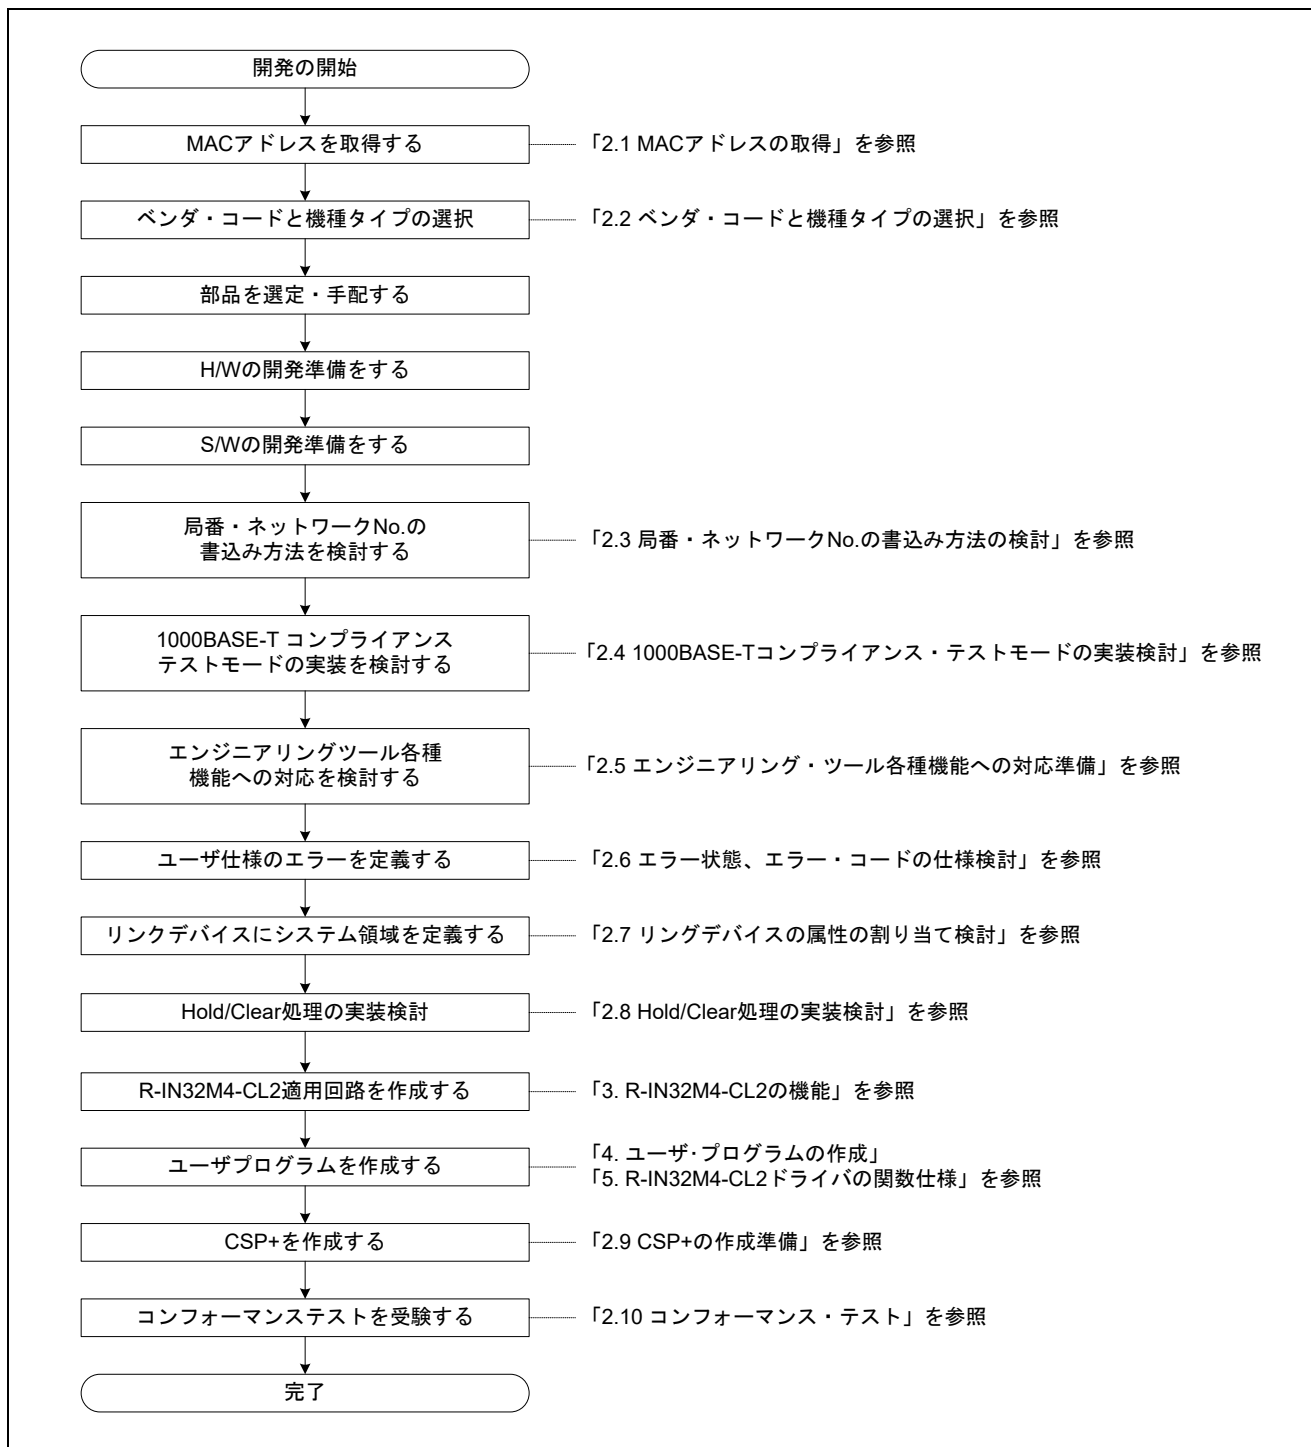 開発の開始
MACアドレスを取得する
「2.1 MACアドレスの取得」を参照
ベンダ・コードと機種タイプの選択
「2.2 ベンダ・コードと機種タイプの選択」を参照
部品を選定・手配する
H/Wの開発準備をする
S/Wの開発準備をする
局番・ネットワークNo.の
書込み方法を検討する
「2.3 局番・ネットワークNo.の書込み方法の検討」を参照
1000BASE-T コンプライアンス
テストモードの実装を検討する
「2.4 1000BASE-Tコンプライアンス・テストモードの実装検討」を参照
エンジニアリングツール各種
機能への対応を検討する
「2.5 エンジニアリング・ツール各種機能への対応準備」を参照
ユーザ仕様のエラーを定義する
「2.6 エラー状態、エラー・コードの仕様検討」を参照
リンクデバイスにシステム領域を定義する
「2.7 リングデバイスの属性の割り当て検討」を参照
Hold/Clear処理の実装検討
「2.8 Hold/Clear処理の実装検討」を参照
R-IN32M4-CL2適用回路を作成する
「3. R-IN32M4-CL2の機能」を参照
ユーザプログラムを作成する
「4. ユーザ･プログラムの作成」
「5. R-IN32M4-CL2ドライバの関数仕様」を参照
CSP+を作成する
「2.9 CSP+の作成準備」を参照
コンフォーマンステストを受験する
「2.10 コンフォーマンス・テスト」を参照
完了